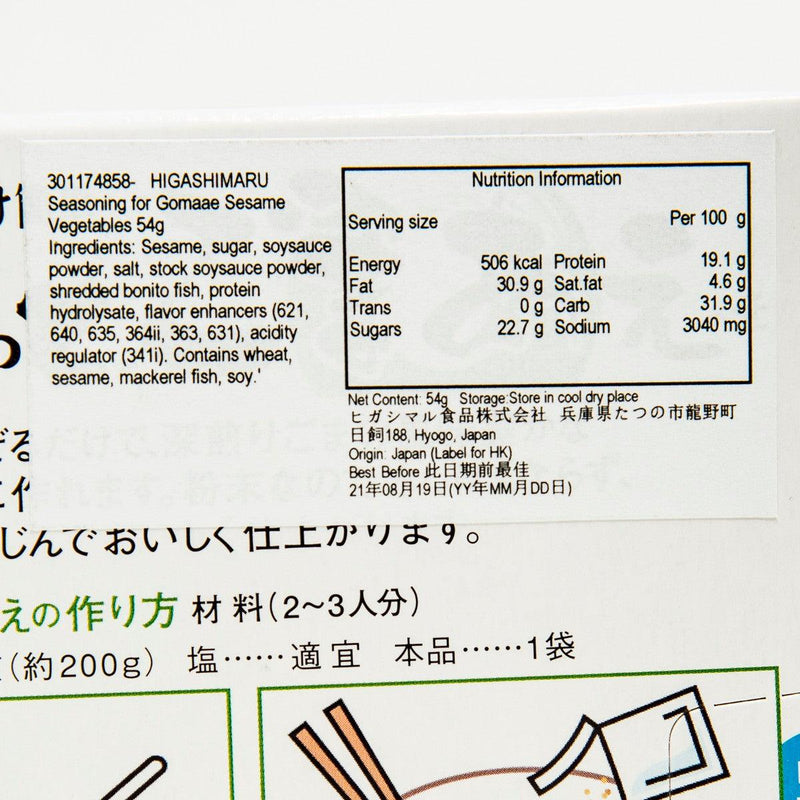 301174858- HIGASHIMARU
Seasoning for Gomaae Sesame
Vegetables 54g
Ingredients: Sesame, sugar, soysauce
powder, salt, stock soysauce powder,
shredded bonito fish, protein
hydrolysate, flavor enhancers (621,
640, 635, 364ii, 363, 631), acidity
regulator (341i). Contains wheat,
sesame, mackerel fish, soy.'
Nutrition Information
Serving size Per 100 g
Energy 506 kcal Protein 19.1 g
Fat 30.9 g Sat.fat 4.6 g
Trans 0 g Carb 31.9 g
Sugars 22.7 g Sodium 3040 mg
Net Content: 54g Storage:Store in cool dry place
ヒガシマル食品株式会社 兵庫県たつの市龍野町
日飼188, Hyogo, Japan
Origin: Japan (Label for HK)
Best Before 此日期前最佳
21年08月19日(YY年MM月DD日)
ぜる
に作
じんでおいしく仕上がります。
えの作り方 材料(2〜3人分)
(約200g) 塩……適宜 本品……1袋